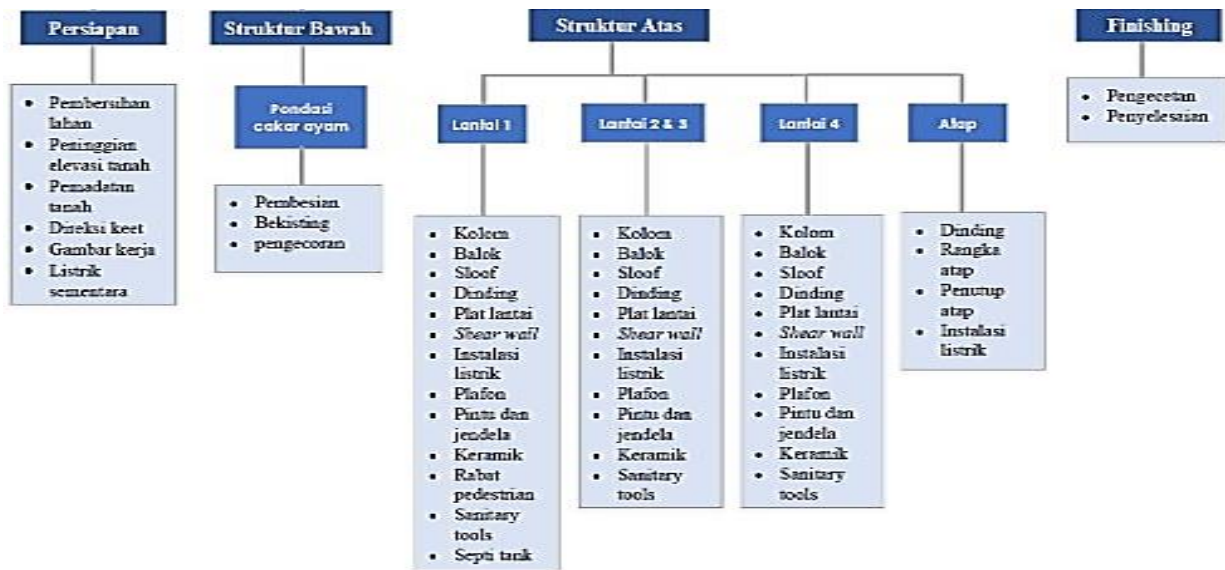 Persiapan
Struktur Bawah
Struktur Atas
Finishing
Pembersihan
lahan
Peninggian
elevasi tanah
Pemadatan
tanah
Direksi keet
Gambar kerja
Listrik
sementara
Pondasi
cakar ayam
Pembesian
Bekisting
pengecoran
Lantai 1
Kolom
Balok
Sloof
Dinding
Plat lantai
Shear wall
Instalasi
listrik
Plafon
Pintu dan
jendela
Keramik
Rabat
pedestrian
Sanitary
tools
Septi tank
Lantai 2 & 3
Kolom
Balok
Sloof
Dinding
Plat lantai
Shear wall
Instalasi
listrik
Plafon
Pintu dan
jendela
Keramik
Sanitary
tools
Lantai 4
Kolom
Balok
Sloof
Dinding
Plat lantai
Shear wall
Instalasi
listrik
Plafon
Pintu dan
jendela
Keramik
Sanitary
tools
Atap
Dinding
Rangka
atap
Penutup
atap
Instalasi
listrik
Pengecetan
Penyelesaian